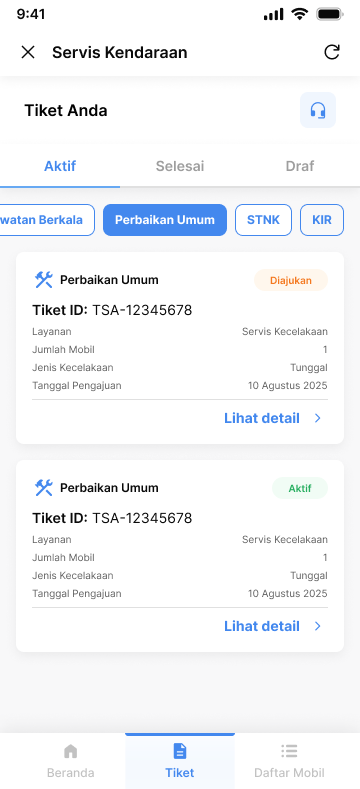 9:41
Servis Kendaraan
Tiket Anda
Aktif Selesai Draf
watan Berkala Perbaikan Umum STNK KIR
Perbaikan Umum Diajukan
Tiket ID: TSA-12345678
Layanan Servis Kecelakaan
Jumlah Mobil 1
Jenis Kecelakaan Tunggal
Tanggal Pengajuan 10 Agustus 2025
Lihat detail
Perbaikan Umum Aktif
Tiket ID: TSA-12345678
Layanan Servis Kecelakaan
Jumlah Mobil 1
Jenis Kecelakaan Tunggal
Tanggal Pengajuan 10 Agustus 2025
Lihat detail
Beranda Tiket Daftar Mobil